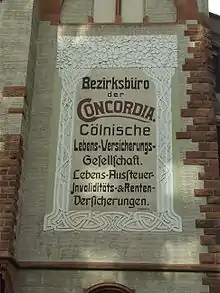 Bezirksbüro
der
CONCORDIA.
Cölnische
Lebens-Versicherungs-
Gesellschaft.
Lebens-Aussteuer-
Invaliditäts-&-Renten-
Versicherungen.